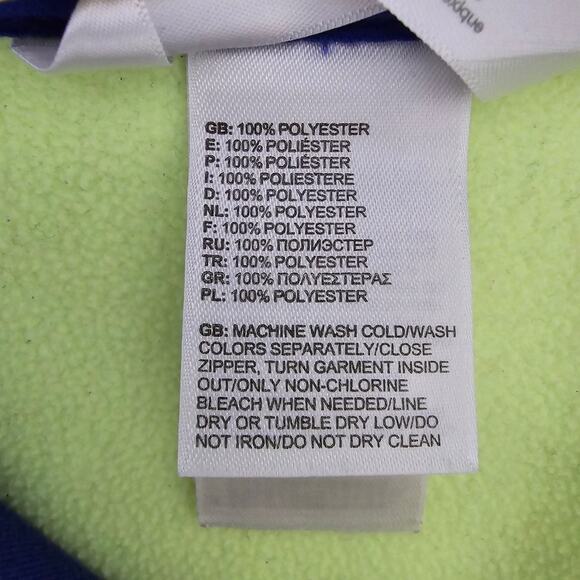 GB: 100% POLYESTER
E: 100% POLIÉSTER
P: 100% POLIÉSTER
I: 100% POLIESTERE
D: 100% POLYESTER
NL: 100% POLYESTER
F: 100% POLYESTER
RU: 100% ПОЛИЭСТЕР
TR: 100% POLYESTER
GR: 100% ΠΟΛΥΕΣΤΕΡΑΣ
PL: 100% POLYESTER
GB: MACHINE WASH COLD/WASH
COLORS SEPARATELY/CLOSE
ZIPPER, TURN GARMENT INSIDE
OUT/ONLY NON-CHLORINE
BLEACH WHEN NEEDED/LINE
DRY OR TUMBLE DRY LOW/DO
NOT IRON/DO NOT DRY CLEAN